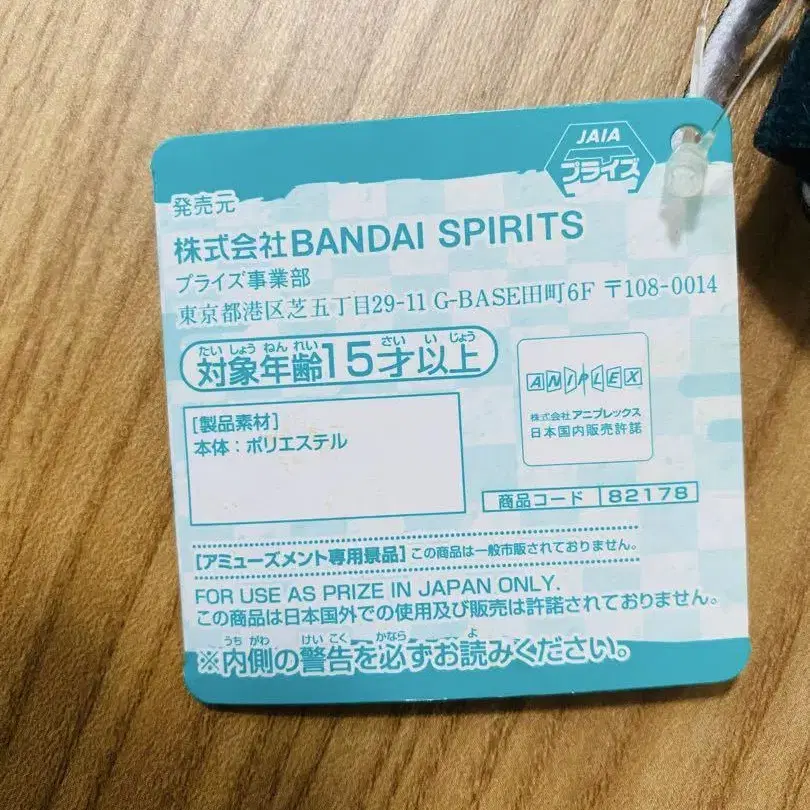 JAIA
プライズ
発売元
株式会社BANDAI SPIRITS
プライズ事業部
東京都港区芝五丁目29-11 G-BASE田町6F 〒108-0014
たい しょう ねん れい さい い じょう
対象年齢15才以上
ANIPLEX
株式会社 アニプレックス
日本国内販売許諾
[製品素材]
本体：ポリエステル
商品コード 82178
[アミューズメント専用景品] この商品は一般市販されておりません。
FOR USE AS PRIZE IN JAPAN ONLY.
この商品は日本国外での使用及び販売は許諾されておりません。
うち がわ けい こく かなら よ
※内側の警告を必ずお読みください。